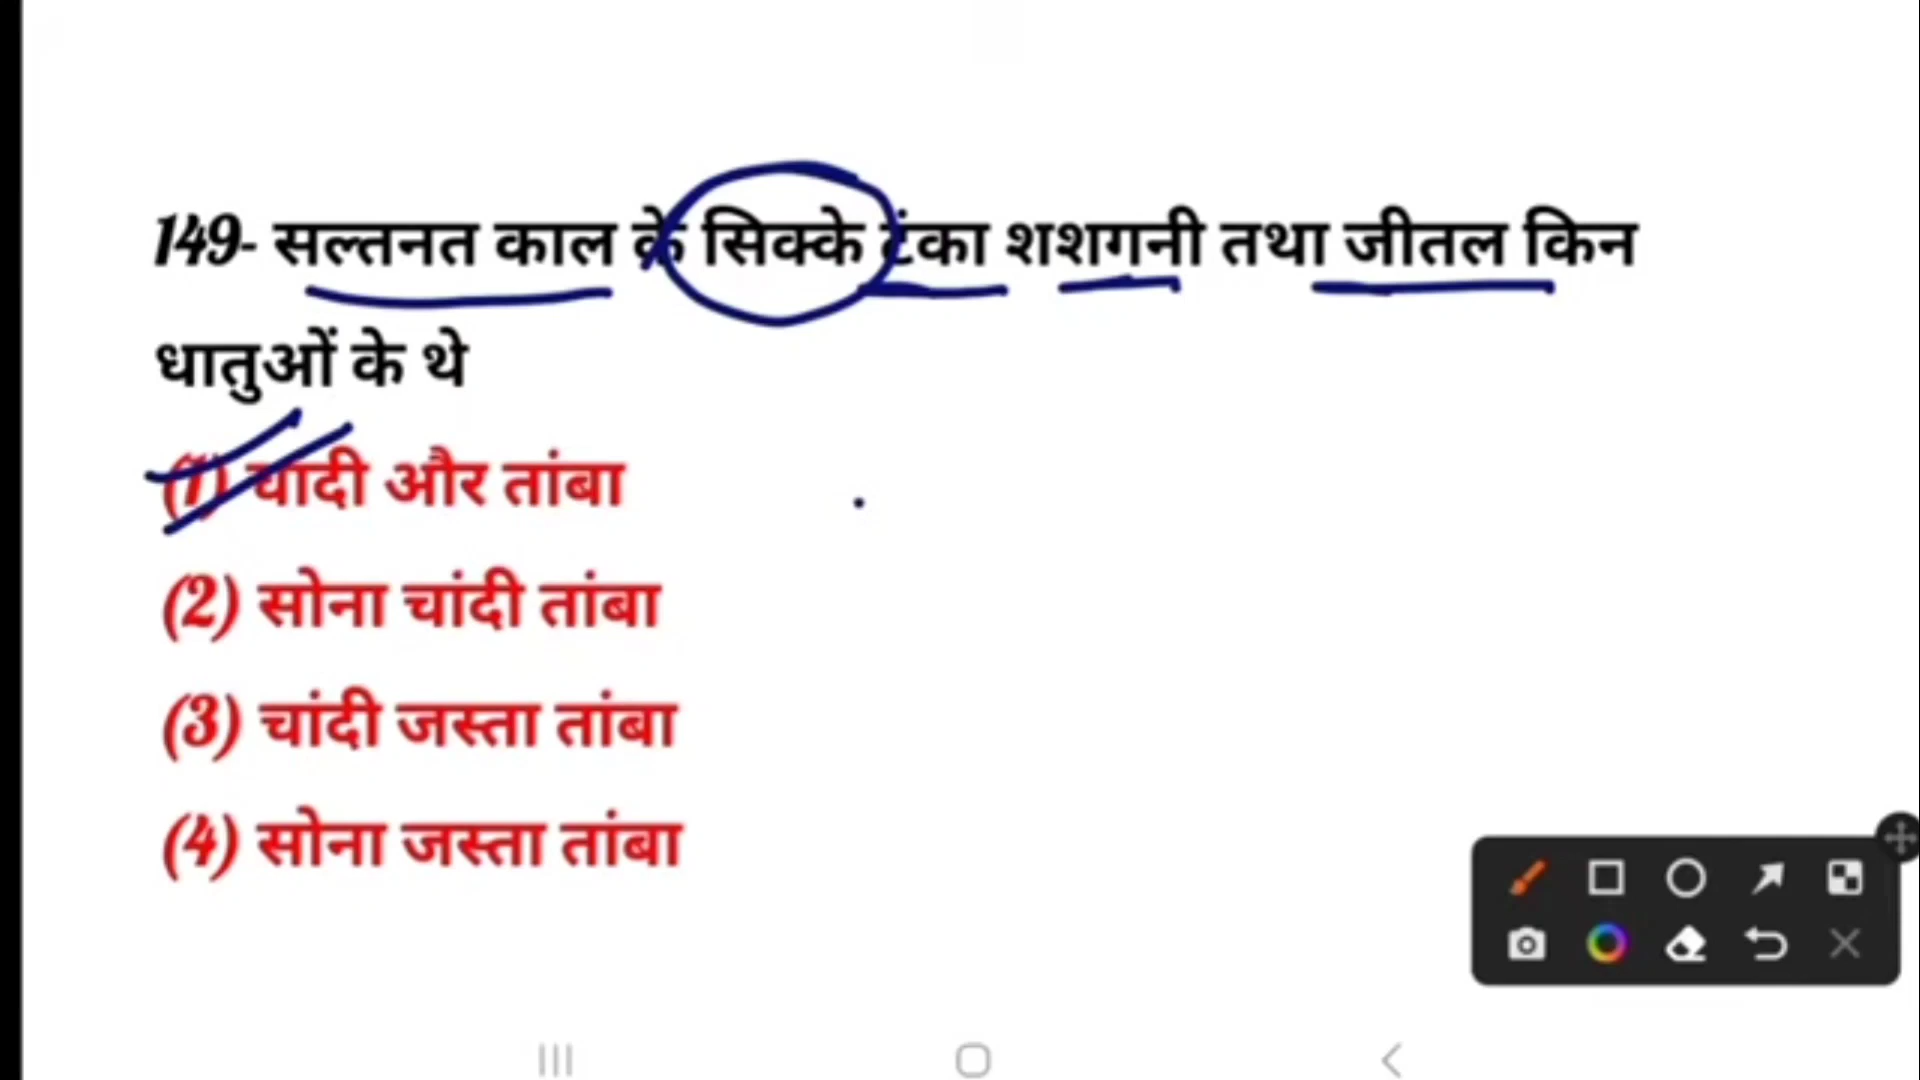 149- सल्तनत काल के सिक्के टंका शशगनी तथा जीतल किन
धातुओं के थे
(1) चांदी और तांबा
(2) सोना चांदी तांबा
(3) चांदी जस्ता तांबा
(4) सोना जस्ता तांबा